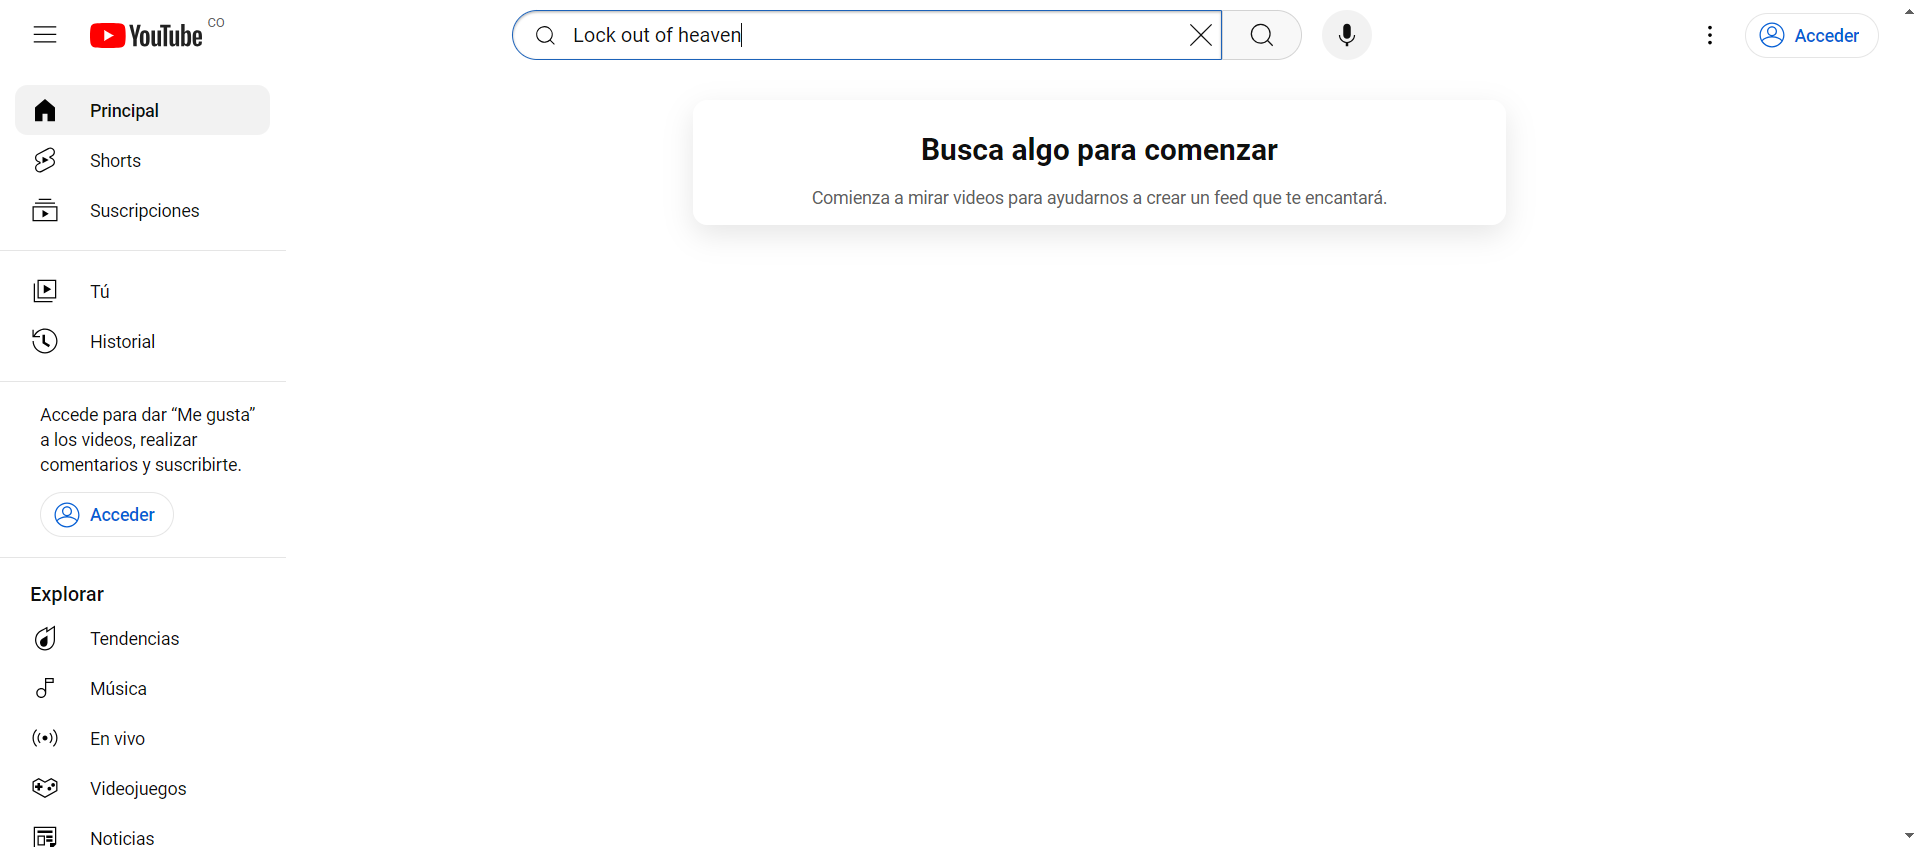 YouTube CO
Lock out of heaven
Acceder
Principal
Shorts
Suscripciones
Tú
Historial
Accede para dar “Me gusta”
a los videos, realizar
comentarios y suscribirte.
Acceder
Explorar
Tendencias
Música
En vivo
Videojuegos
Noticias
Busca algo para comenzar
Comienza a mirar videos para ayudarnos a crear un feed que te encantará.